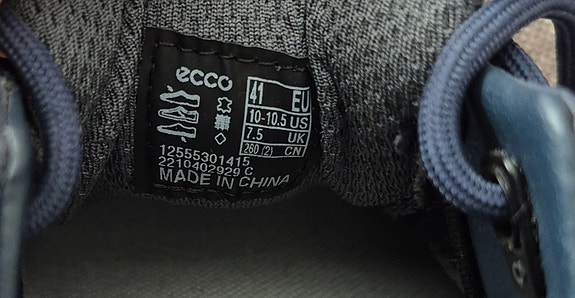 ecco
41 EU
10-10.5 US
7.5 UK
260 (2) CN
12555301415
2210402929 C
MADE IN CHINA